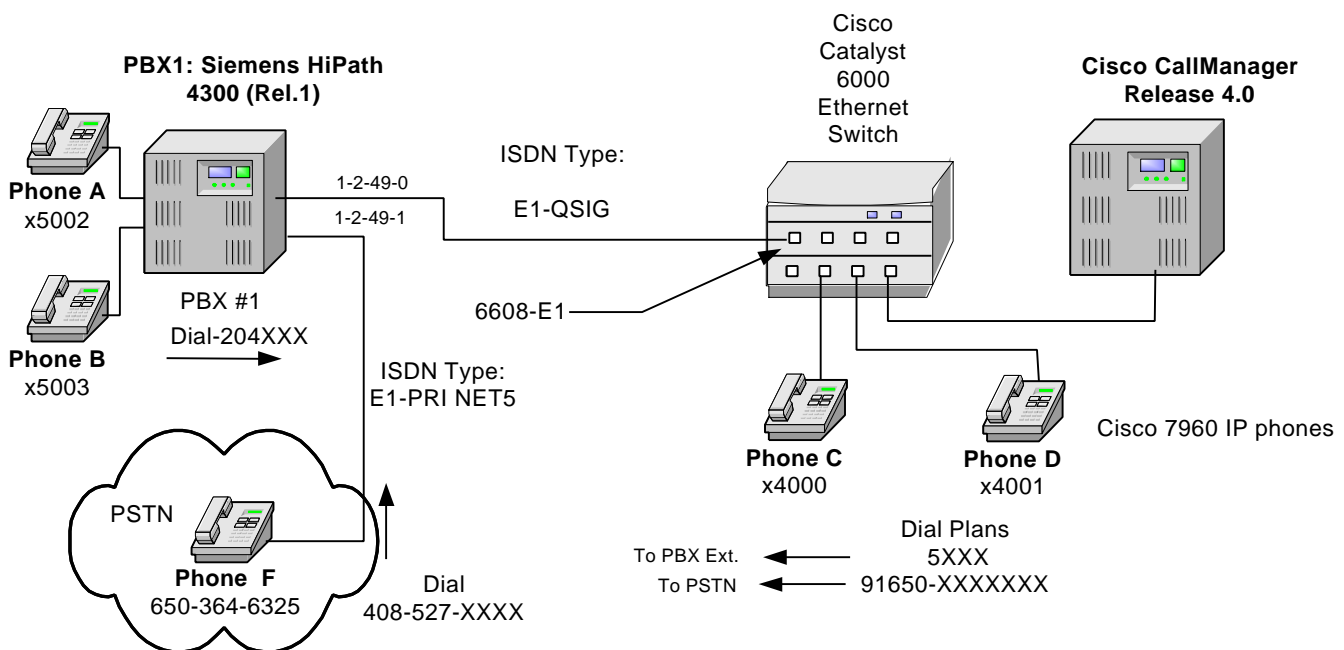 PBX1: Siemens HiPath
4300 (Rel.1)
Cisco
Catalyst
6000
Ethernet
Switch
Cisco CallManager
Release 4.0
Phone A
x5002
1-2-49-0
1-2-49-1
ISDN Type:
E1-QSIG
Phone B
x5003
PBX #1
Dial-204XXX
6608-E1
ISDN Type:
E1-PRI NET5
Phone C
x4000
Phone D
x4001
Cisco 7960 IP phones
PSTN
Phone F
650-364-6325
Dial
408-527-XXXX
Dial Plans
To PBX Ext.
5XXX
To PSTN
91650-XXXXXXX